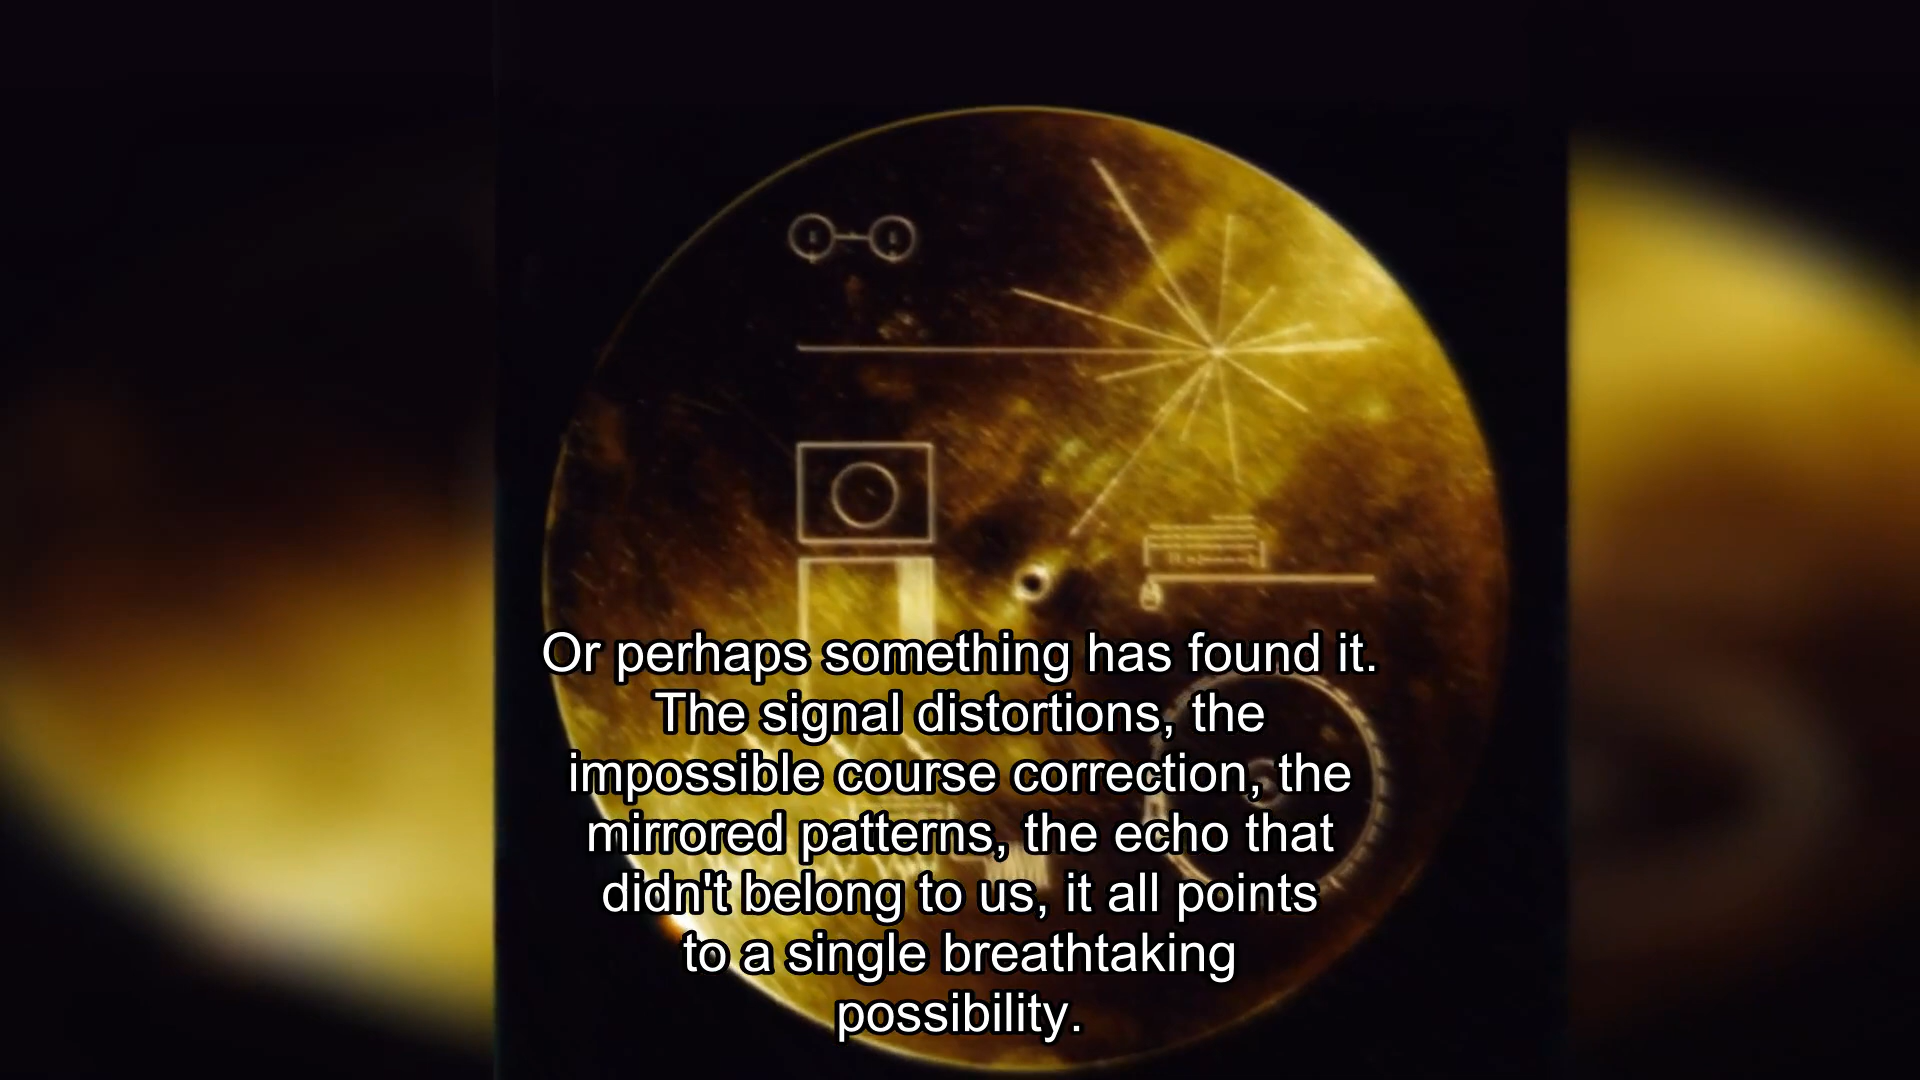 Or perhaps something has found it.
The signal distortions, the
impossible course correction, the
mirrored patterns, the echo that
didn't belong to us, it all points
to a single breathtaking
possibility.